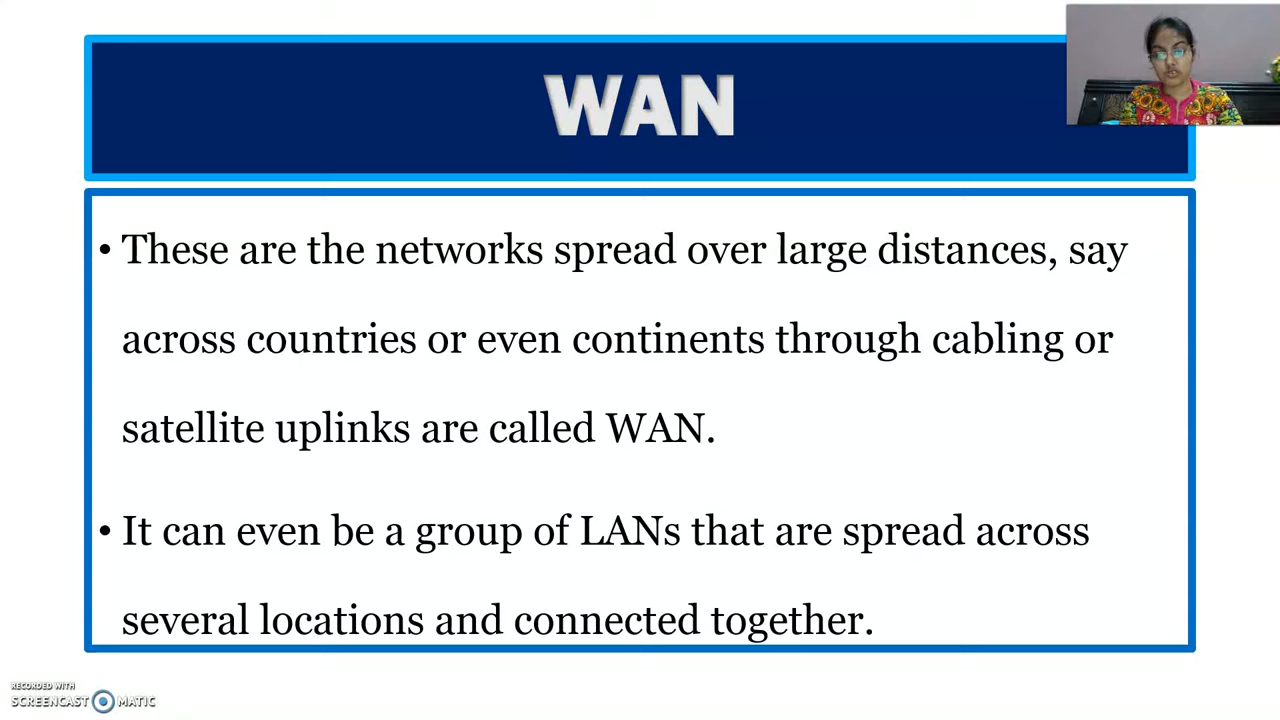 WAN
• These are the networks spread over large distances, say
across countries or even continents through cabling or
satellite uplinks are called WAN.
• It can even be a group of LANs that are spread across
several locations and connected together.
RECORDED WITH
SCREENCAST MATIC